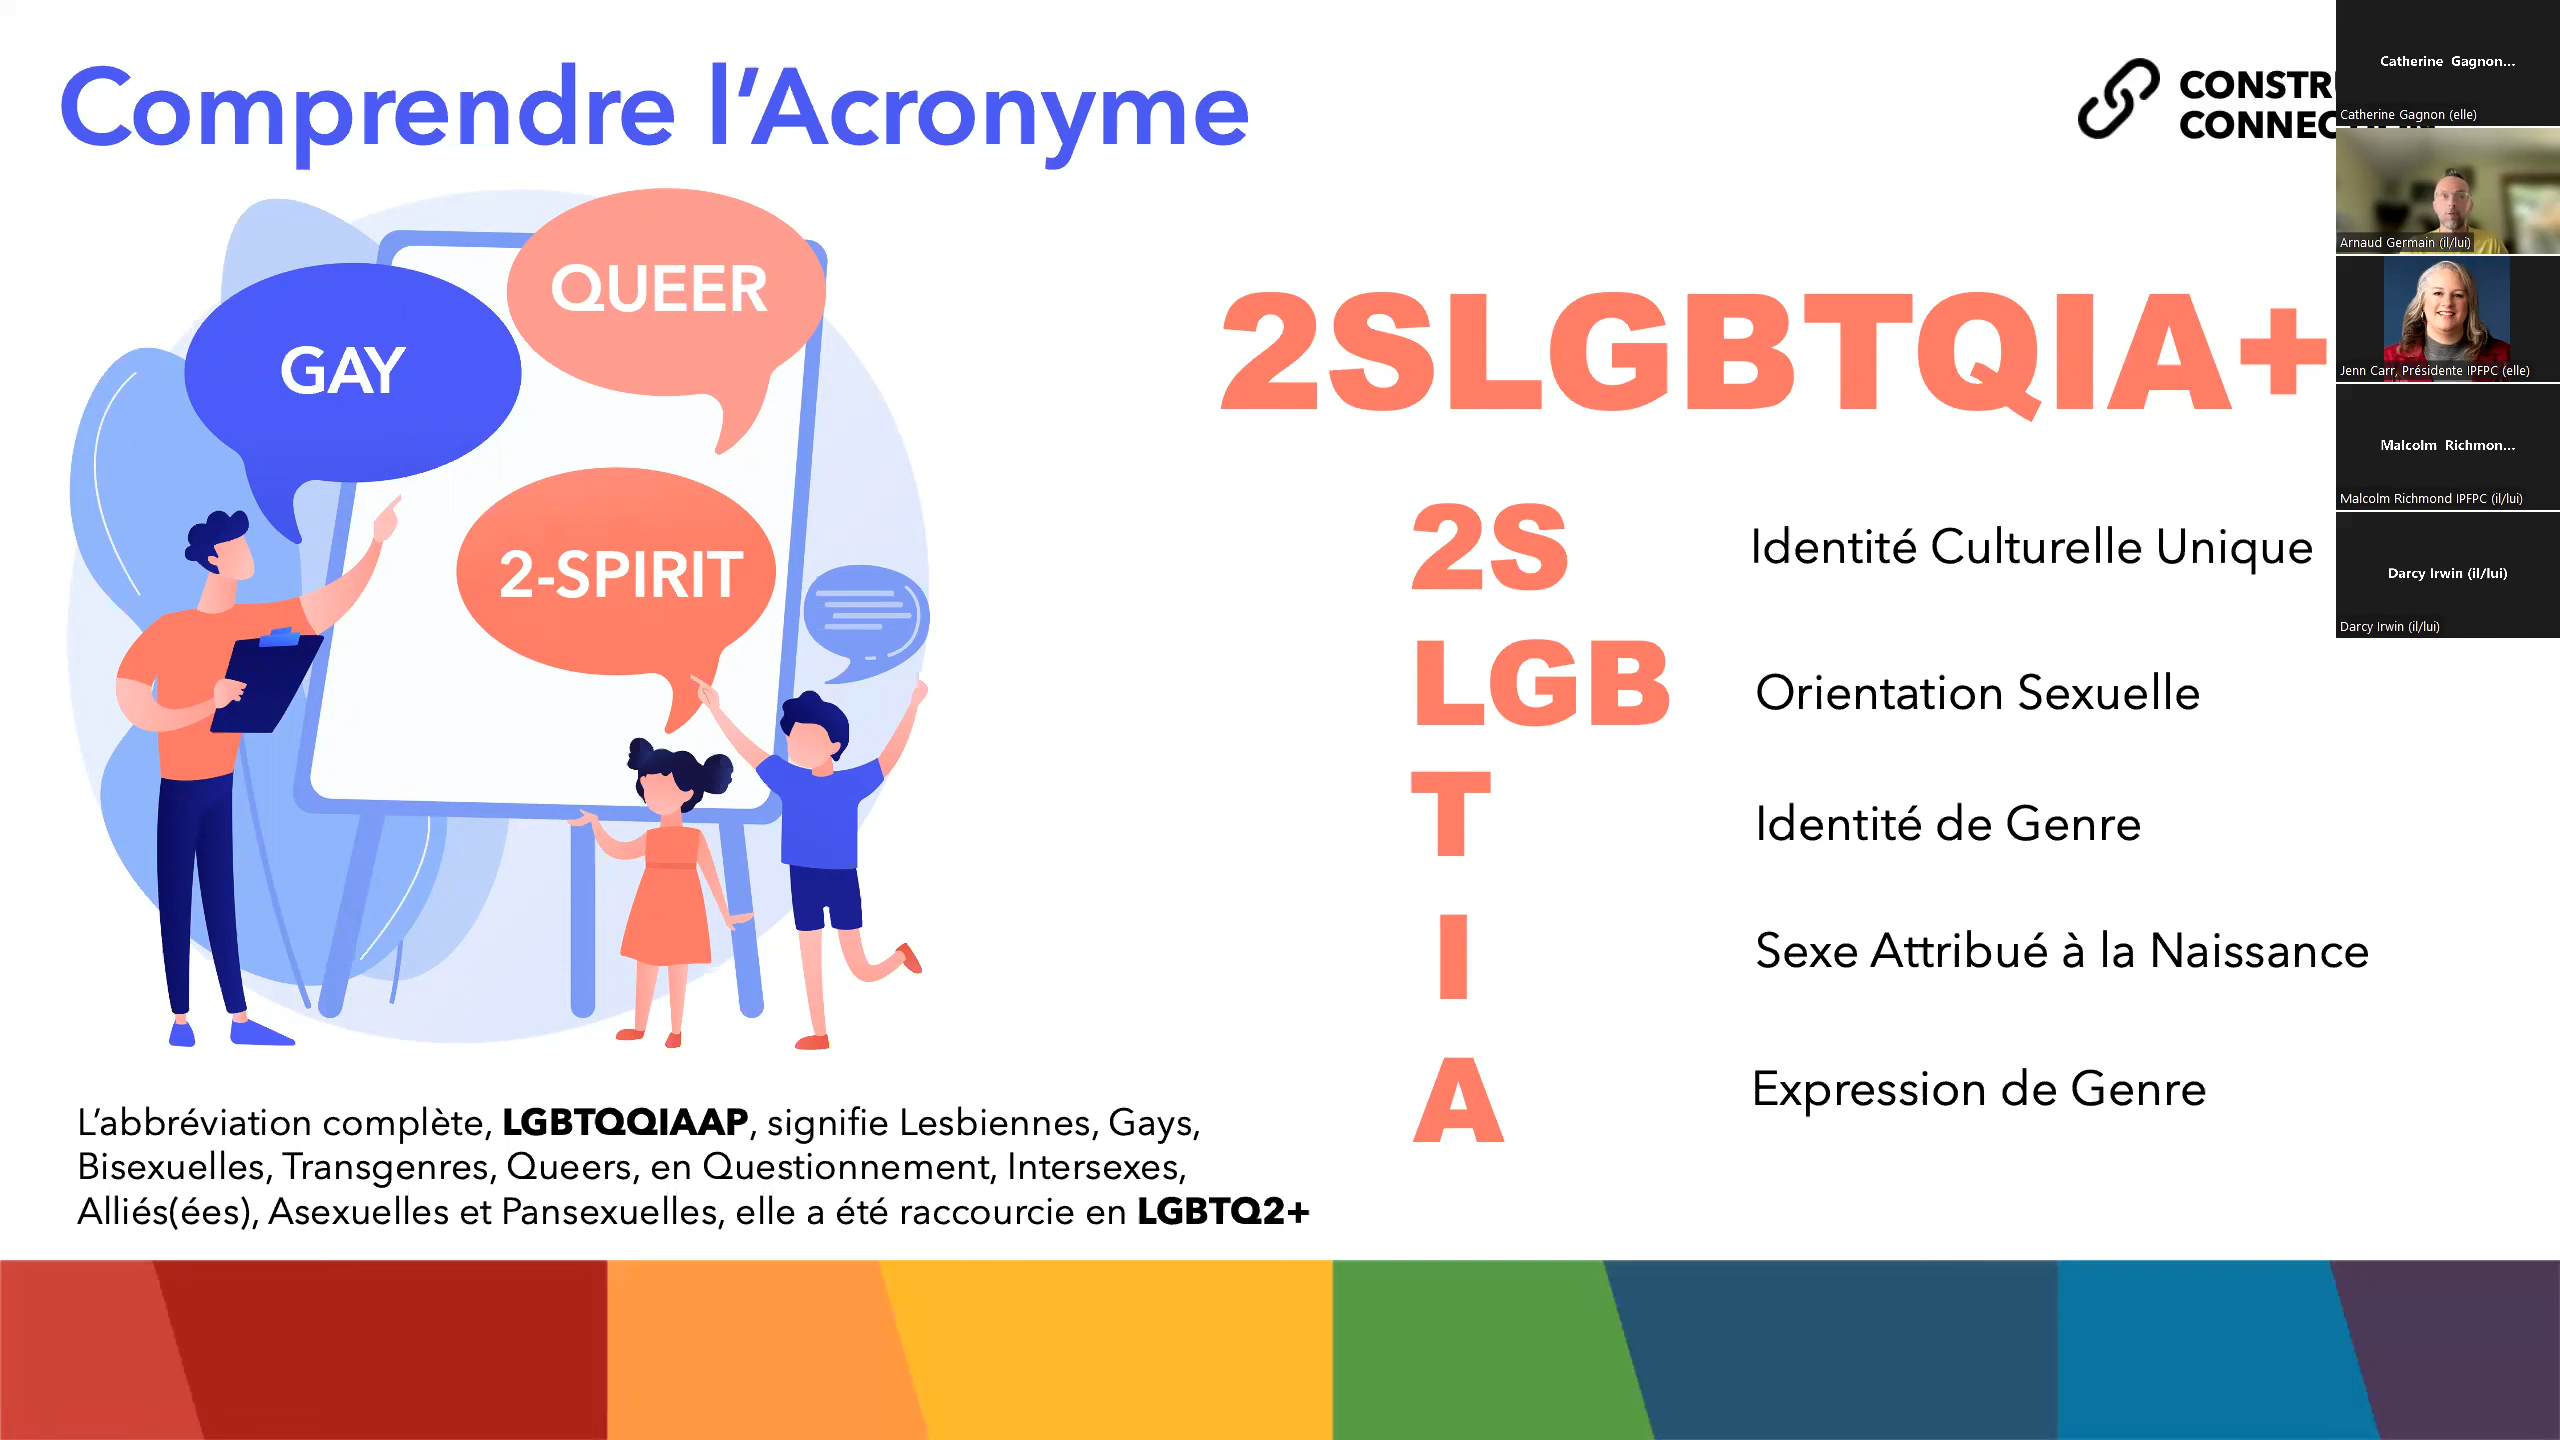 Comprendre l’Acronyme
CONSTR
CONNEC
GAY
QUEER
2-SPIRIT
2SLGBTQIA+
2S Identité Culturelle Unique
LGB Orientation Sexuelle
T Identité de Genre
I Sexe Attribué à la Naissance
A Expression de Genre
L’abbréviation complète, LGBTQQIAAP, signifie Lesbiennes, Gays,
Bisexuelles, Transgenres, Queers, en Questionnement, Intersexes,
Alliés(ées), Asexuelles et Pansexuelles, elle a été raccourcie en LGBTQ2+
Catherine Gagnon...
Catherine Gagnon (elle)
Arnaud Germain (il/lui)
Jenn Carr, Présidente IPFPC (elle)
Malcolm Richmon...
Malcolm Richmond IPFPC (il/lui)
Darcy Irwin (il/lui)
Darcy Irwin (il/lui)